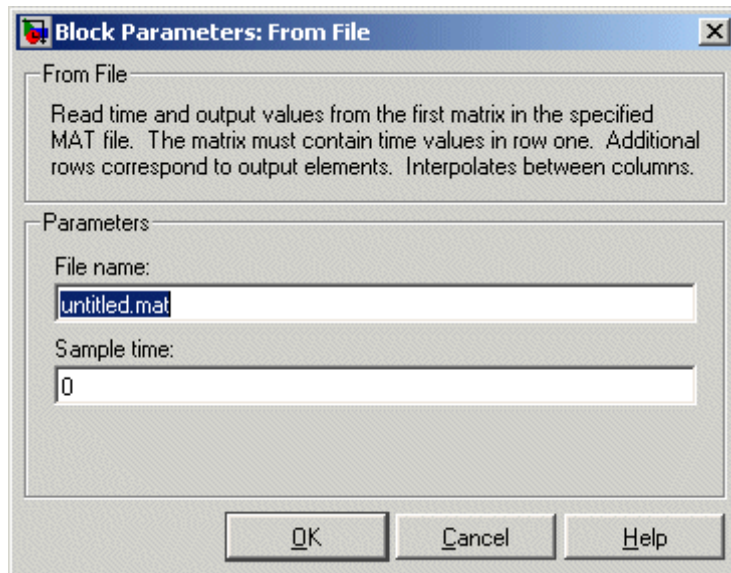 Block Parameters: From File
From File
Read time and output values from the first matrix in the specified
MAT file.  The matrix must contain time values in row one.  Additional
rows correspond to output elements.  Interpolates between columns.
Parameters
File name:
untitled.mat
Sample time:
0
OK Cancel Help